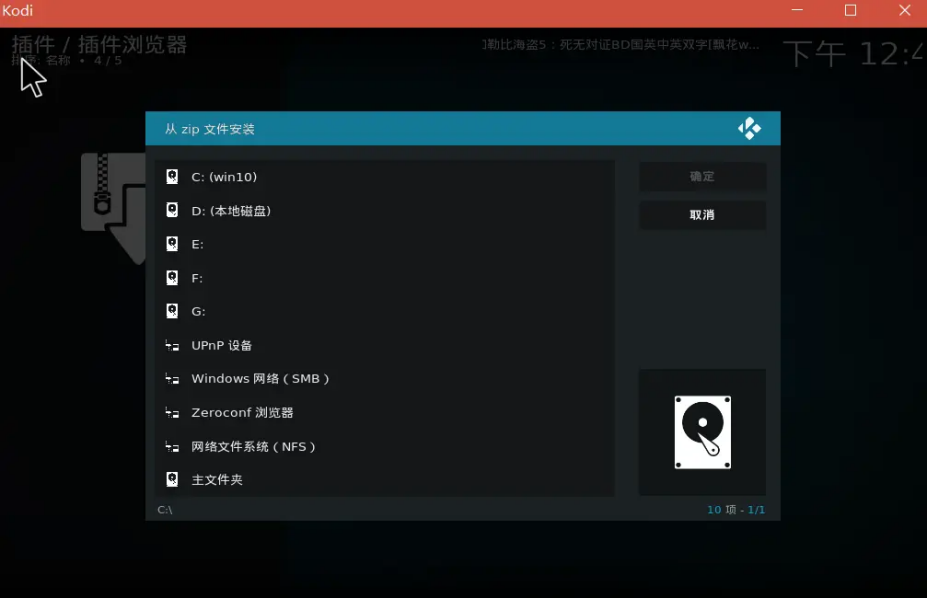 Kodi
插件 / 插件浏览器
排序: 名称 • 4 / 5
勒比海盗5：死无对证BD国英中英双字[飘花w...
下午 12:4
从 zip 文件安装
C: (win10)
确定
D: (本地磁盘)
取消
E:
F:
G:
UPnP 设备
Windows 网络 ( SMB )
Zeroconf 浏览器
网络文件系统 ( NFS )
主文件夹
C:\
10 项 - 1/1